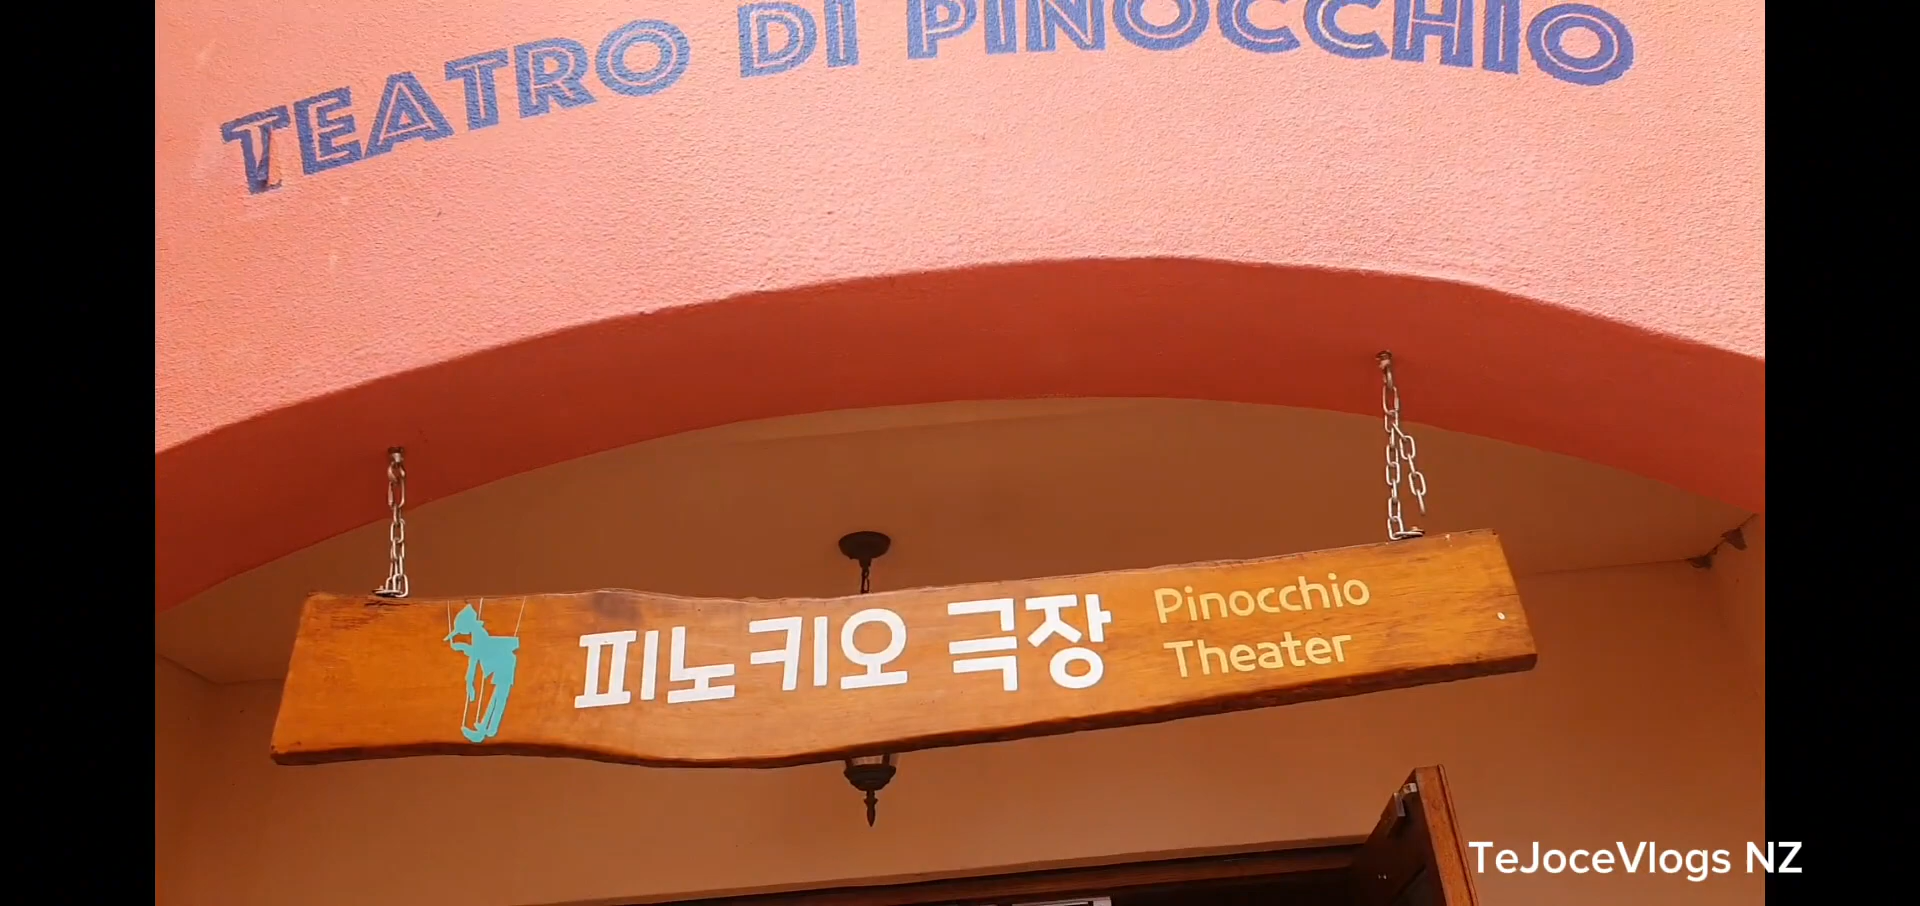 TEATRO DI PINOCCHIO
피노키오 극장
Pinocchio
Theater
TeJoceVlogs NZ